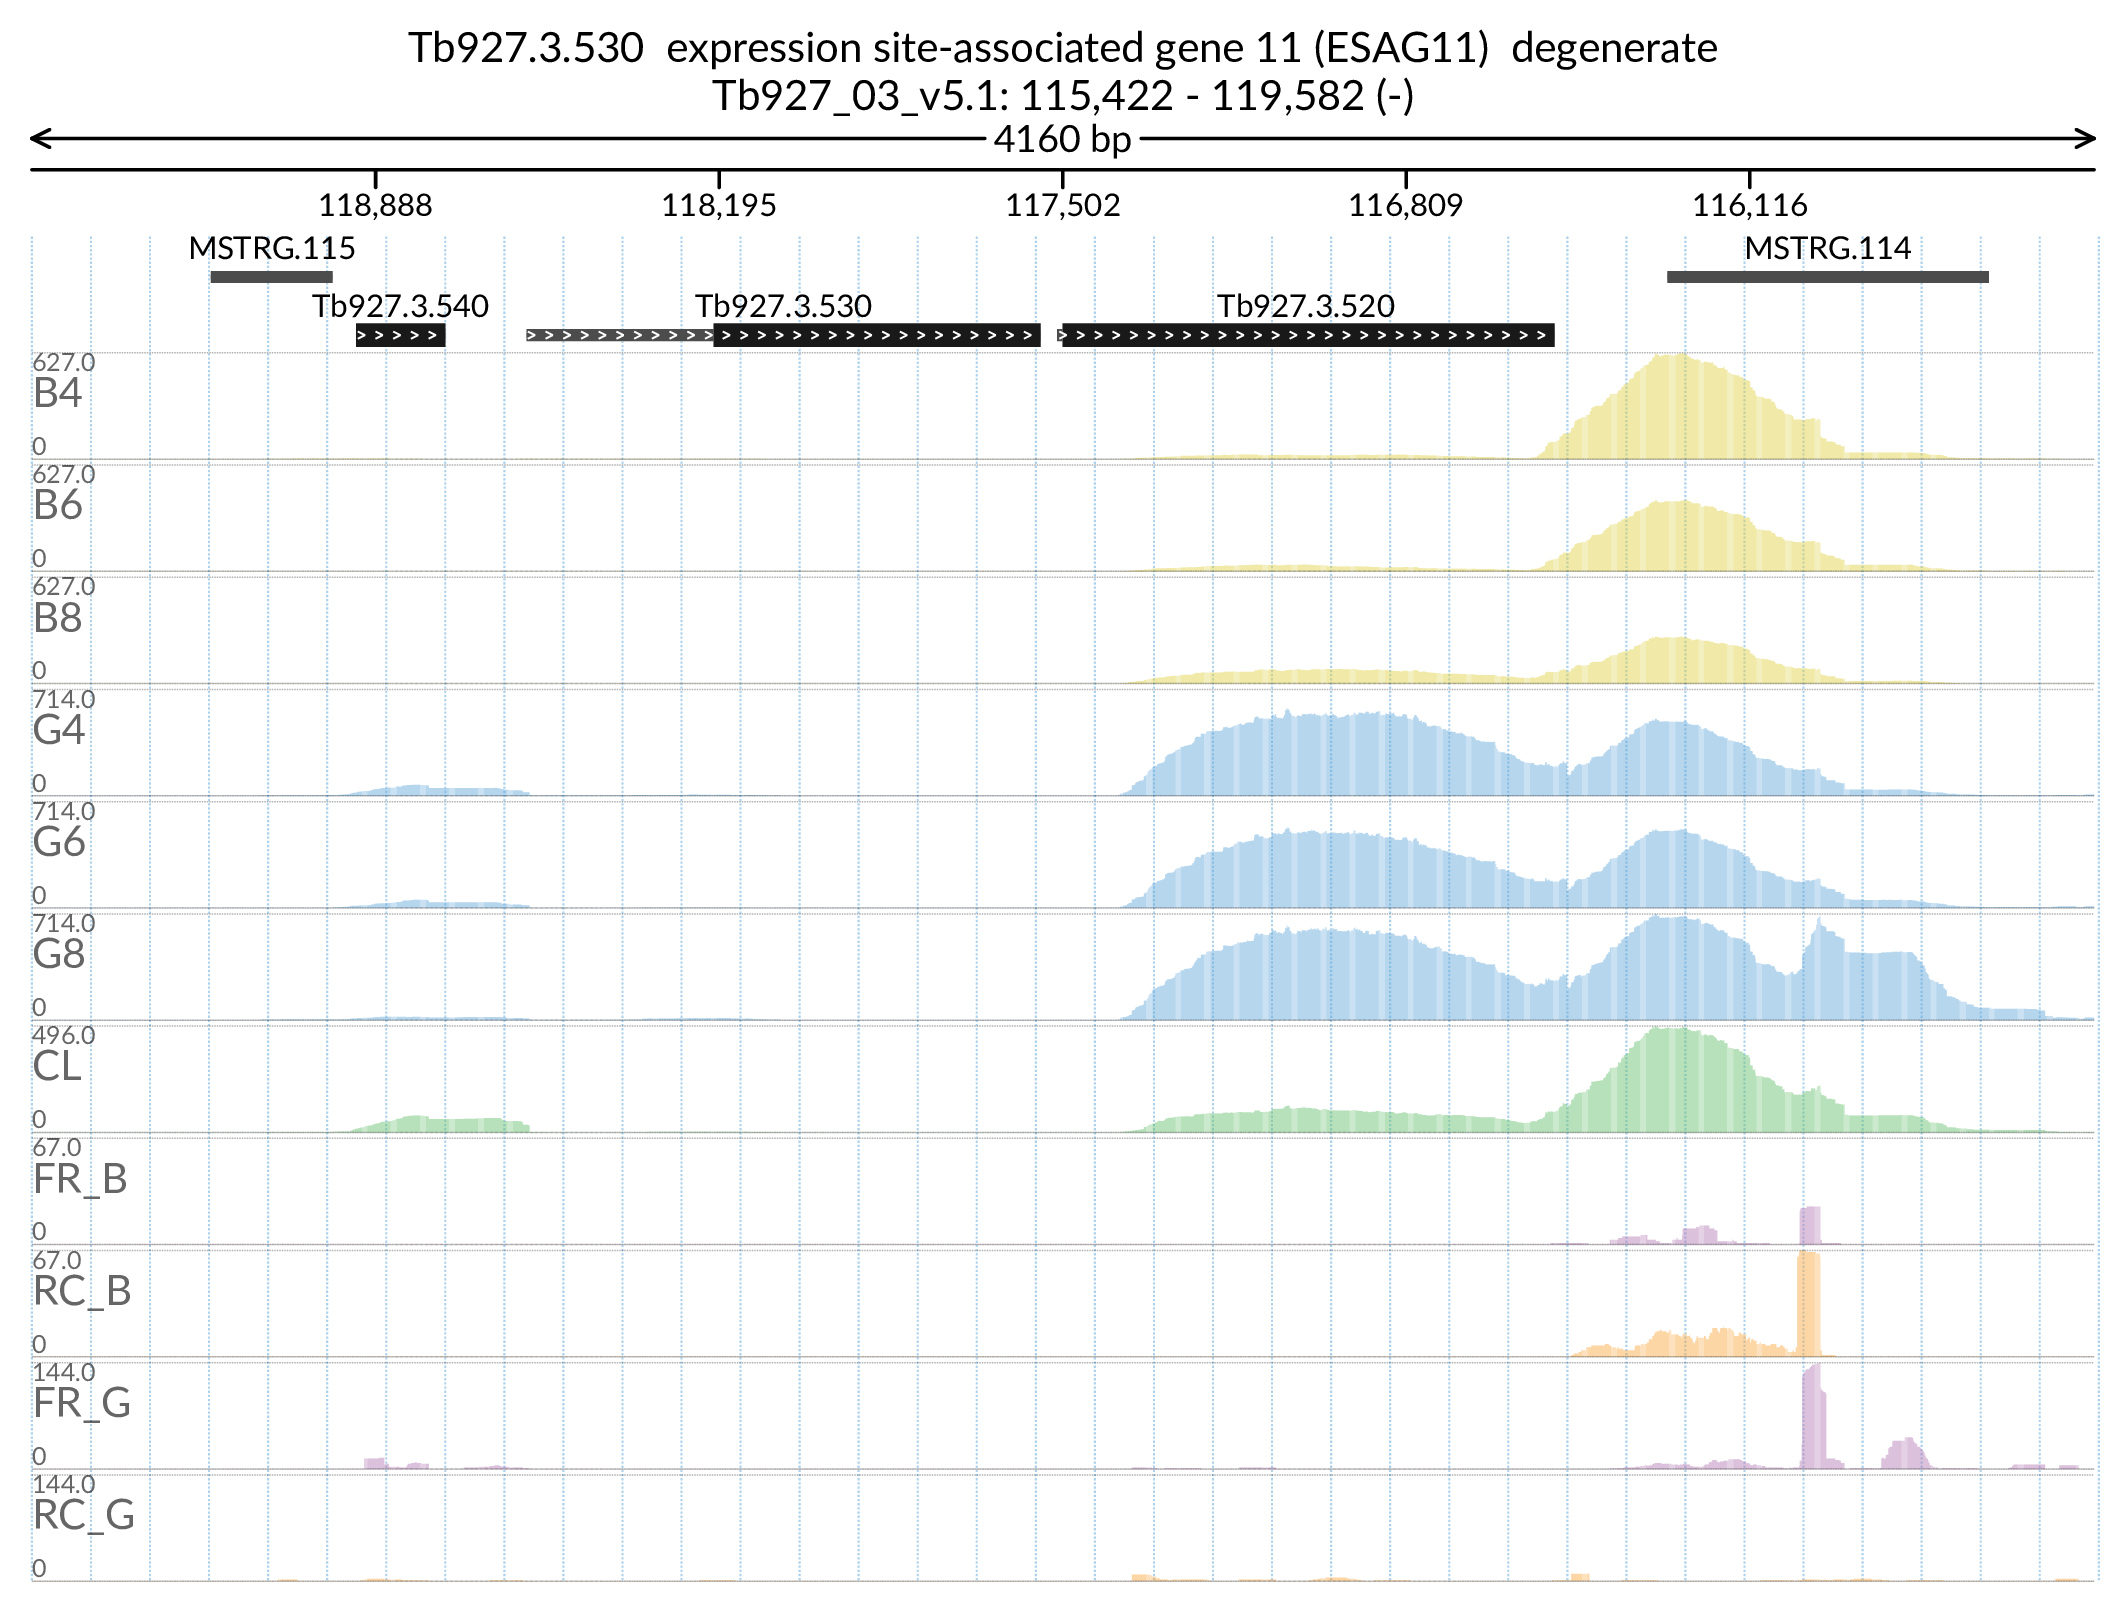 Tb927.3.530  expression site-associated gene 11 (ESAG11)  degenerate
Tb927_03_v5.1: 115,422 - 119,582 (-)
4160 bp
118,888 118,195 117,502 116,809 116,116
MSTRG.115 MSTRG.114
Tb927.3.540 Tb927.3.530 Tb927.3.520
627.0
B4
0
627.0
B6
0
627.0
B8
0
714.0
G4
0
714.0
G6
0
714.0
G8
0
496.0
CL
0
67.0
FR_B
0
67.0
RC_B
0
144.0
FR_G
0
144.0
RC_G
0